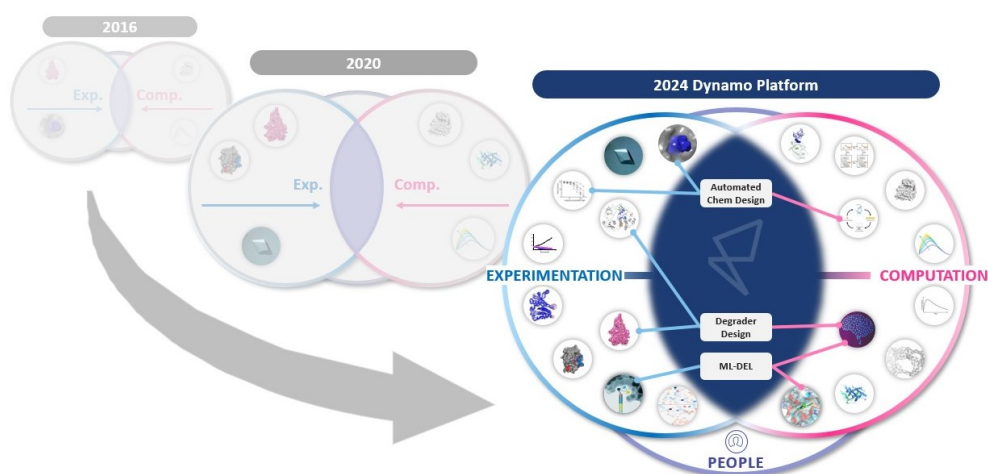 2016
Exp.
Comp.
2020
Exp.
Comp.
2024 Dynamo Platform
Automated
Chem Design
EXPERIMENTATION
COMPUTATION
Degrader
Design
ML-DEL
PEOPLE